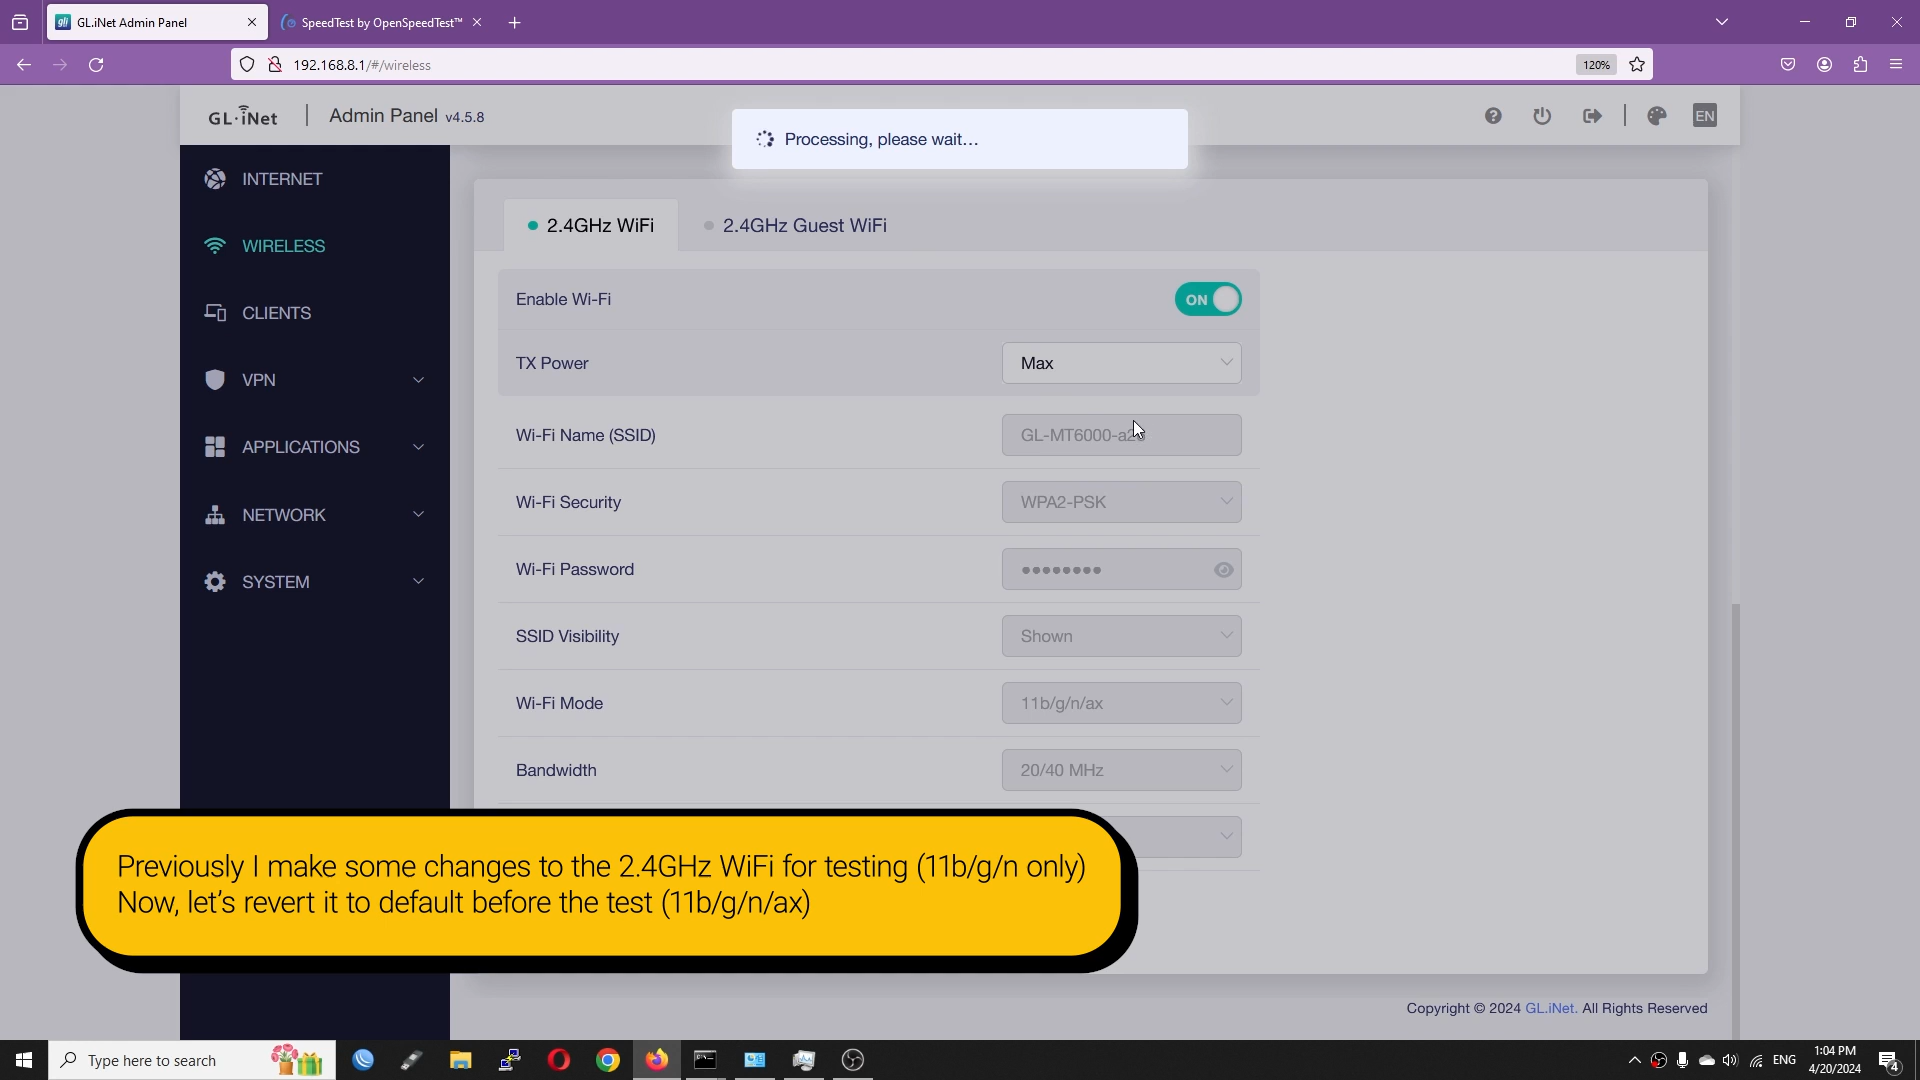 GL.iNet Admin Panel
SpeedTest by OpenSpeedTest™
192.168.8.1/#/wireless
120%
GL·iNet
Admin Panel v4.5.8
EN
Processing, please wait...
INTERNET
WIRELESS
CLIENTS
VPN
APPLICATIONS
NETWORK
SYSTEM
2.4GHz WiFi
2.4GHz Guest WiFi
Enable Wi-Fi
ON
TX Power
Max
Wi-Fi Name (SSID)
GL-MT6000-a
Wi-Fi Security
WPA2-PSK
Wi-Fi Password
••••••••
SSID Visibility
Shown
Wi-Fi Mode
11b/g/n/ax
Bandwidth
20/40 MHz
Previously I make some changes to the 2.4GHz WiFi for testing (11b/g/n only)
Now, let's revert it to default before the test (11b/g/n/ax)
Copyright © 2024 GL.iNet. All Rights Reserved
Type here to search
ENG
1:04 PM
4/20/2024
4